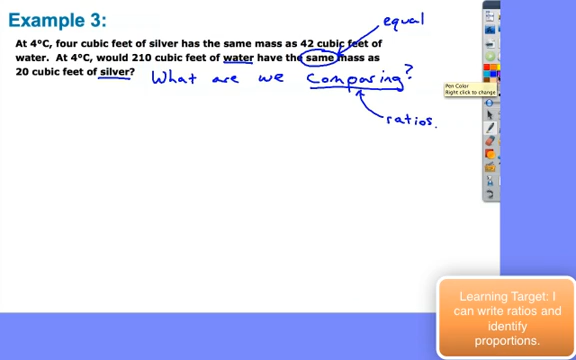 Example 3:
equal
At 4°C, four cubic feet of silver has the same mass as 42 cubic feet of
water. At 4°C, would 210 cubic feet of water have the same mass as
20 cubic feet of silver?
What are we comparing?
Pen Color
Right click to change
ratios.
Learning Target: I
can write ratios and
identify
proportions.